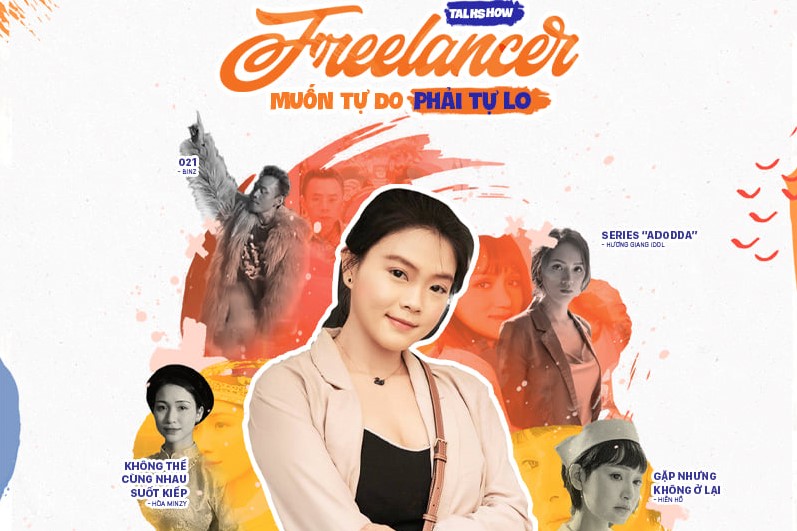 TALKSHOW
Freelancer
MUỐN TỰ DO PHẢI TỰ LO
021
- BINZ
SERIES "ADODDA"
- HƯƠNG GIANG IDOL
KHÔNG THỂ
CÙNG NHAU
SUỐT KIẾP
- HÒA MINZY
GẶP NHƯNG
KHÔNG Ở LẠI
- HIỀN HỒ